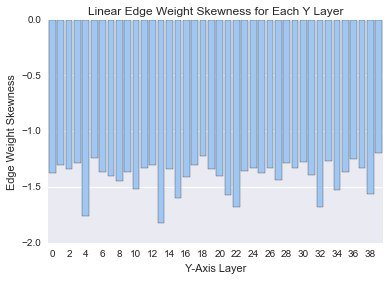 Linear Edge Weight Skewness for Each Y Layer
0.0
−0.5
−1.0
−1.5
−2.0
Edge Weight Skewness
0 2 4 6 8 10 12 14 16 18 20 22 24 26 28 30 32 34 36 38
Y-Axis Layer